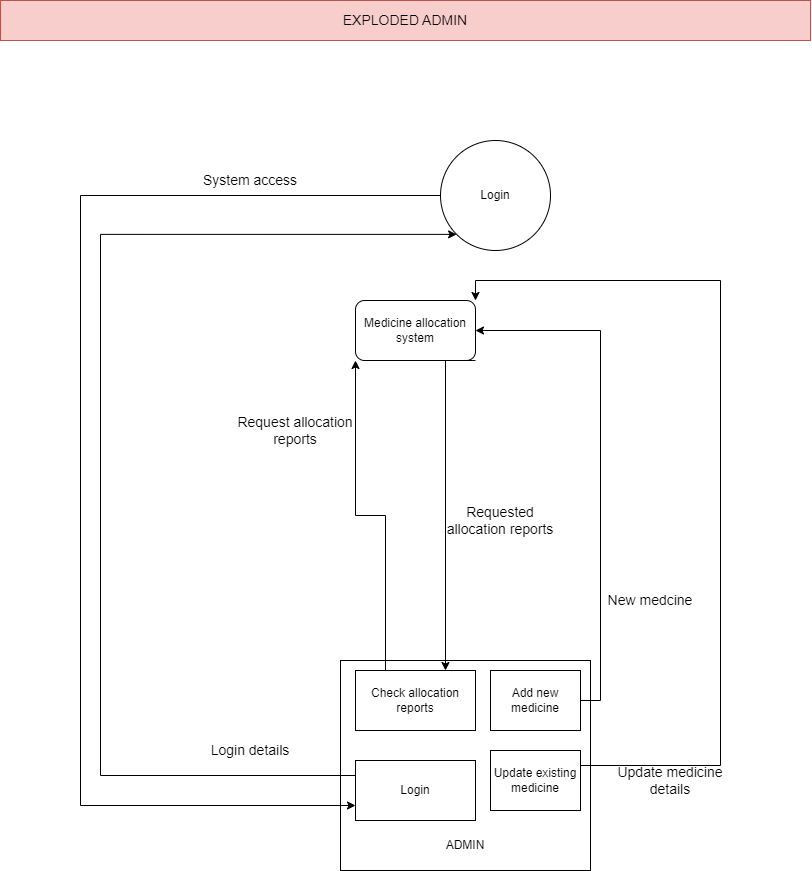 EXPLODED ADMIN
System access
Login
Medicine allocation
system
Request allocation
reports
Requested
allocation reports
New medcine
Check allocation
reports
Add new
medicine
Login details
Login
Update existing
medicine
Update medicine
details
ADMIN